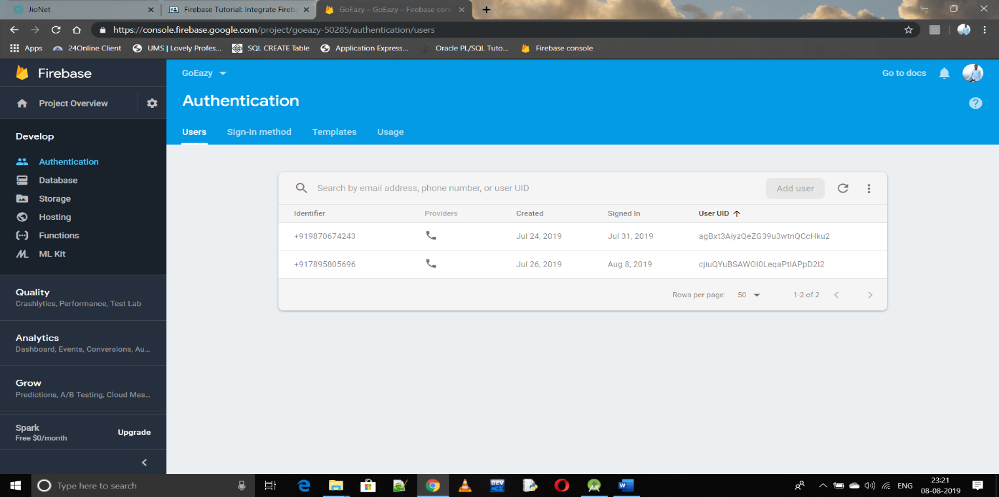 JioNet
Firebase Tutorial: Integrate Fireb
GoEazy – GoEazy – Firebase con
https://console.firebase.google.com/project/goeazy-50285/authentication/users
Apps 24Online Client UMS | Lovely Profes... SQL CREATE Table Application Express... Oracle PL/SQL Tuto... Firebase console
Firebase
GoEazy
Go to docs
Project Overview
Authentication
Users Sign-in method Templates Usage
Develop
Authentication
Database
Storage
Hosting
Functions
ML Kit
Quality
Crashlytics, Performance, Test Lab
Analytics
Dashboard, Events, Conversions, Au...
Grow
Predictions, A/B Testing, Cloud Mes...
Spark
Free $0/month
Upgrade
Search by email address, phone number, or user UID
Add user
Identifier Providers Created Signed In User UID
+919870674243 Jul 24, 2019 Jul 31, 2019 agBxt3AiyzQeZG39u3wtnQCcHku2
+917895805696 Jul 26, 2019 Aug 8, 2019 cjiuQYuBSAWOI0LeqaPtIAPpD2I2
Rows per page: 50 1-2 of 2
Type here to search
DEV
W
ENG
23:21
08-08-2019